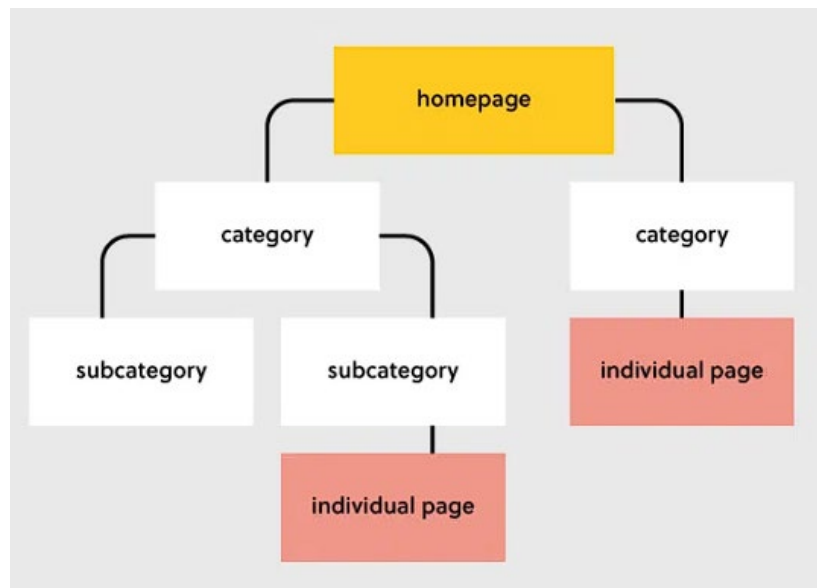 homepage
category
category
subcategory
subcategory
individual page
individual page